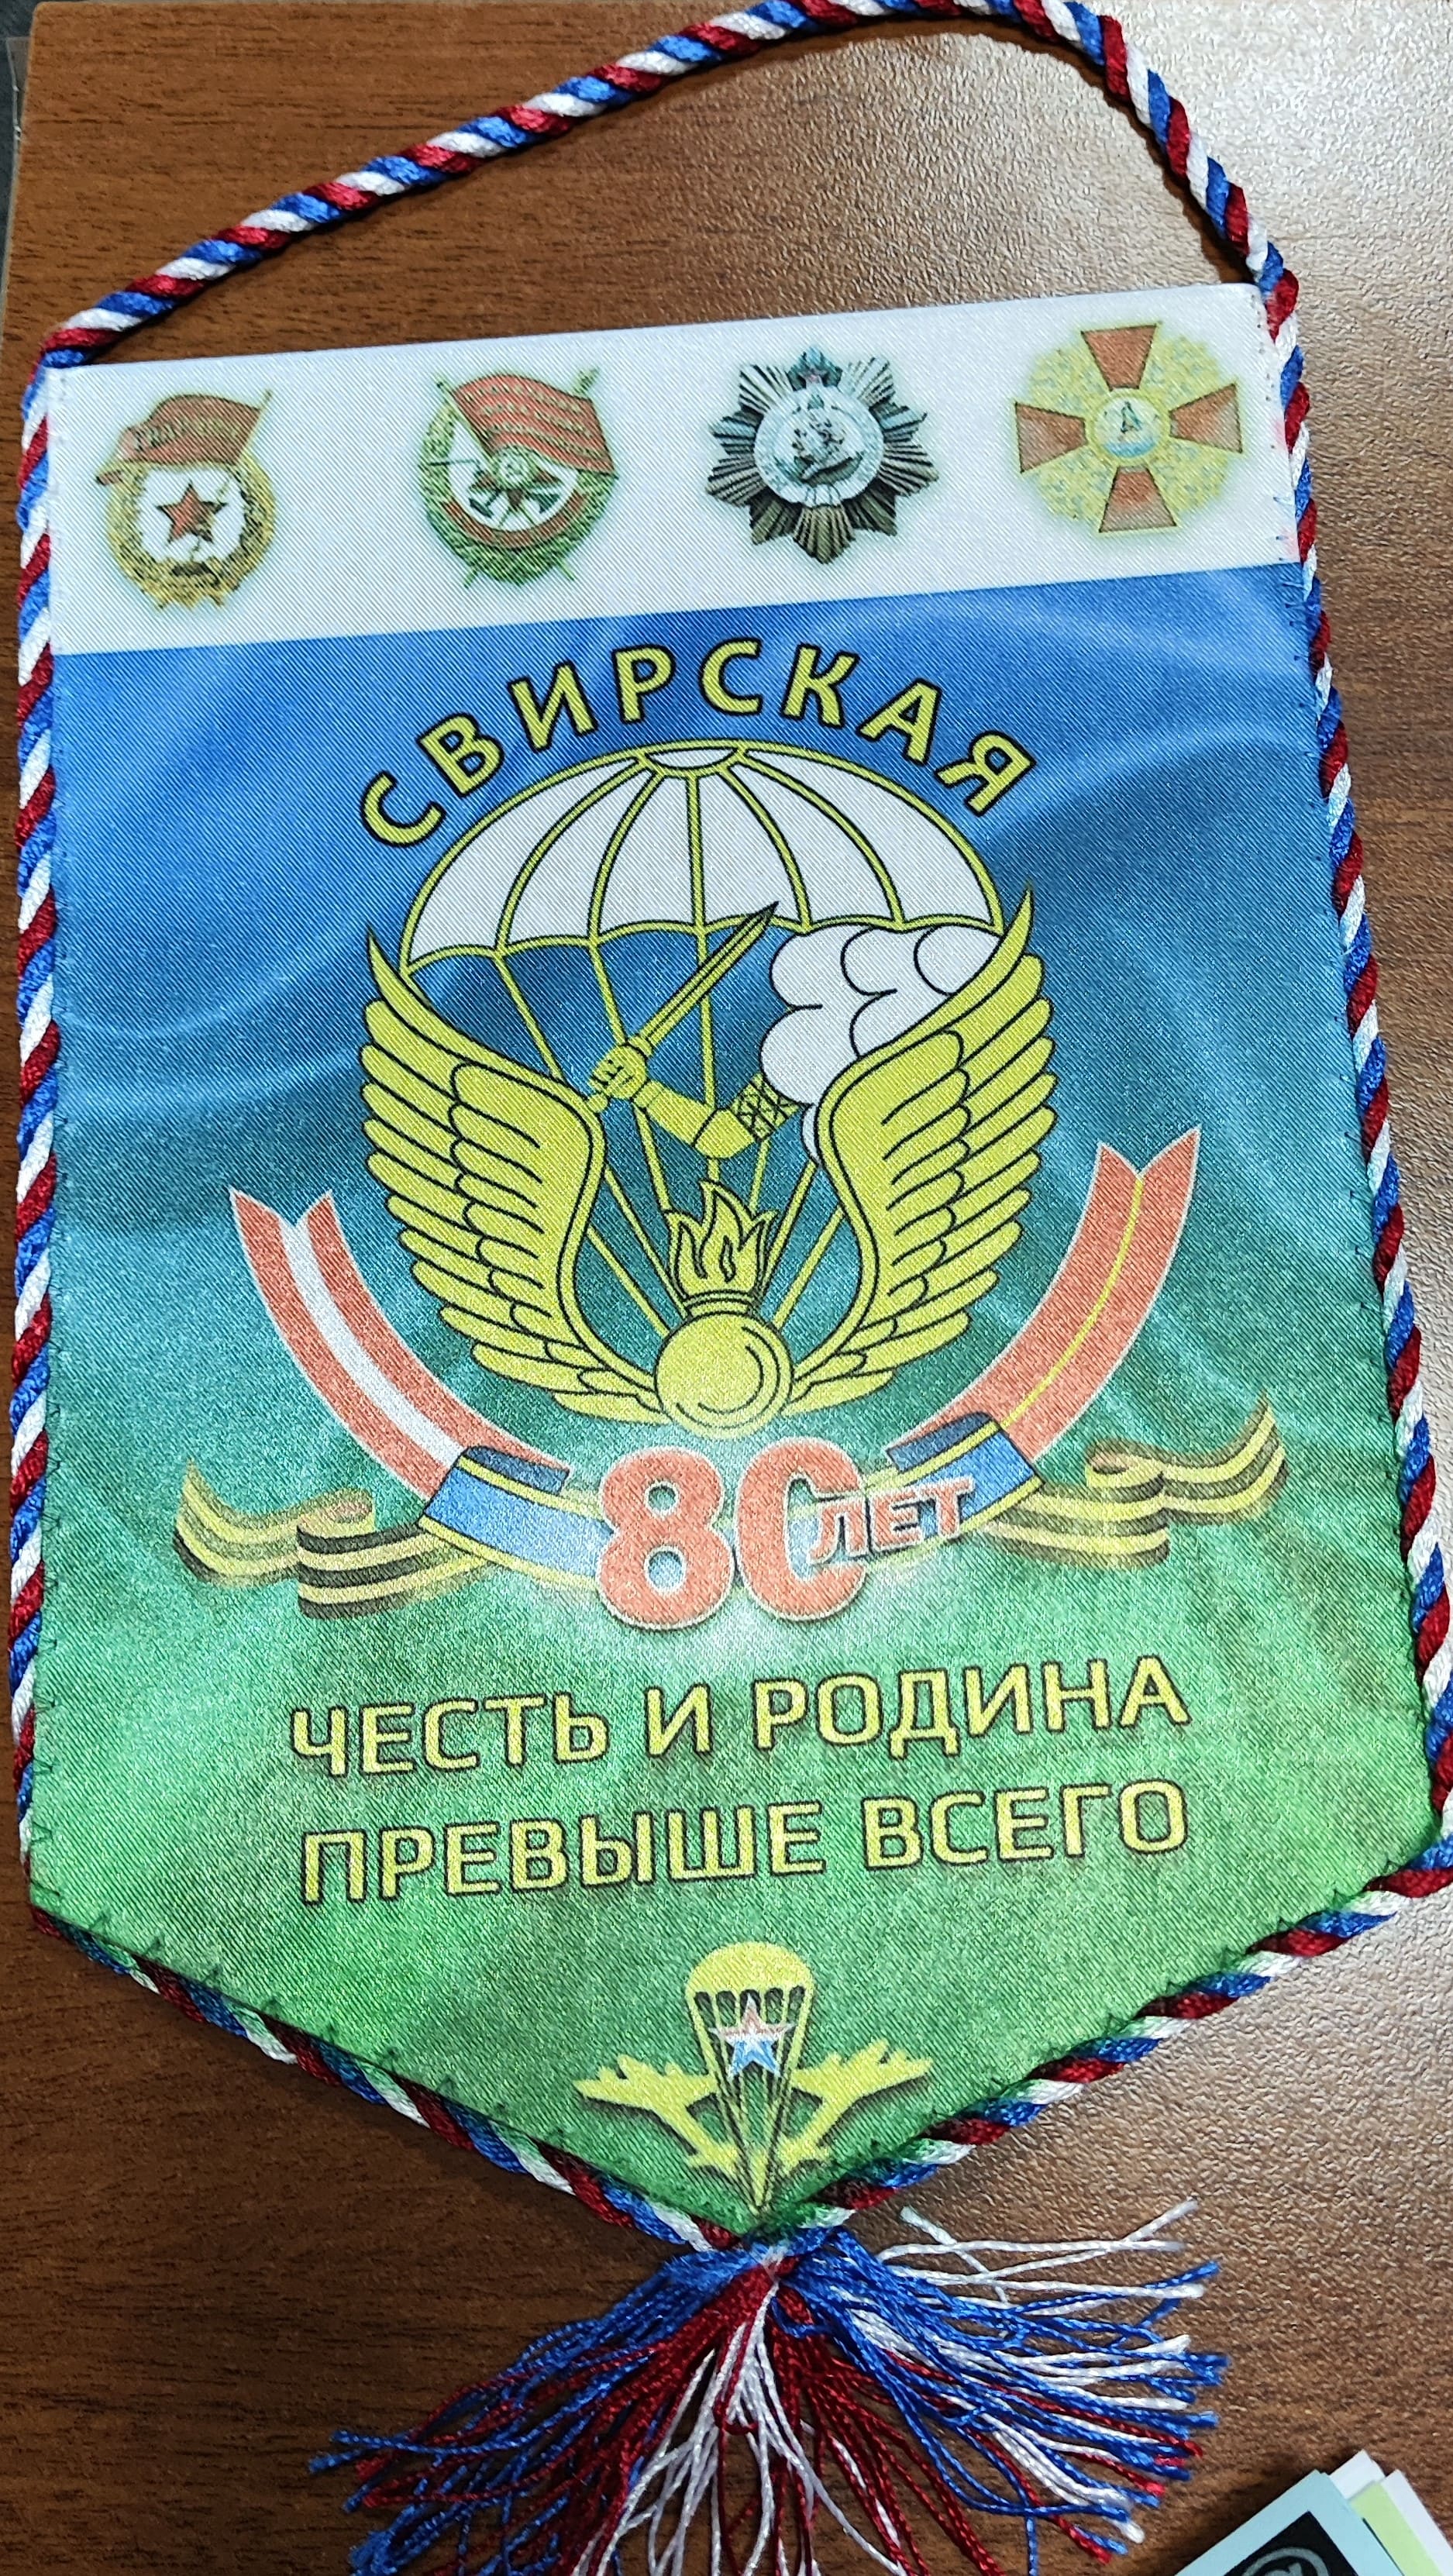 СВИРСКАЯ
80 ЛЕТ
ЧЕСТЬ И РОДИНА
ПРЕВЫШЕ ВСЕГО